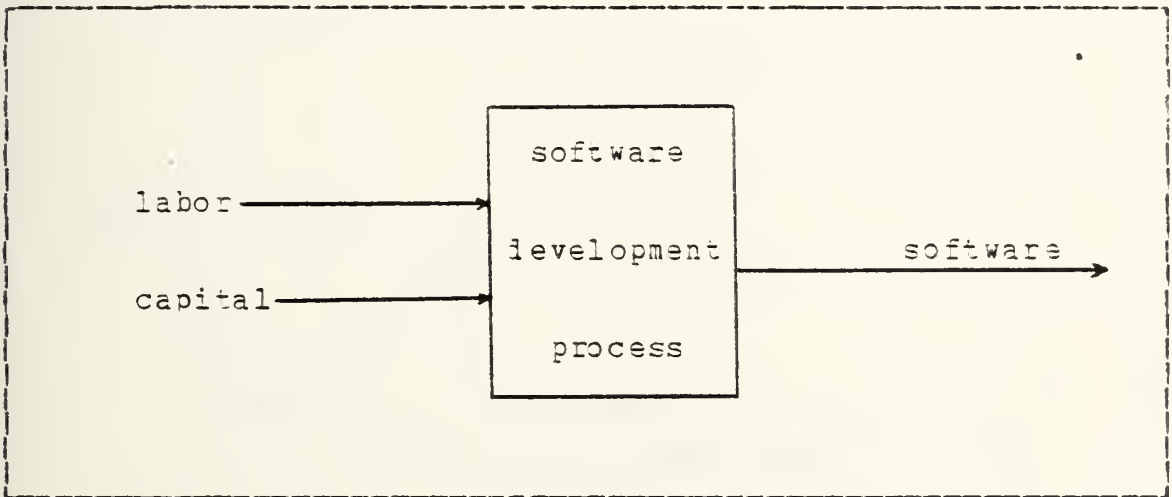 software
labor
development
software
capital
process